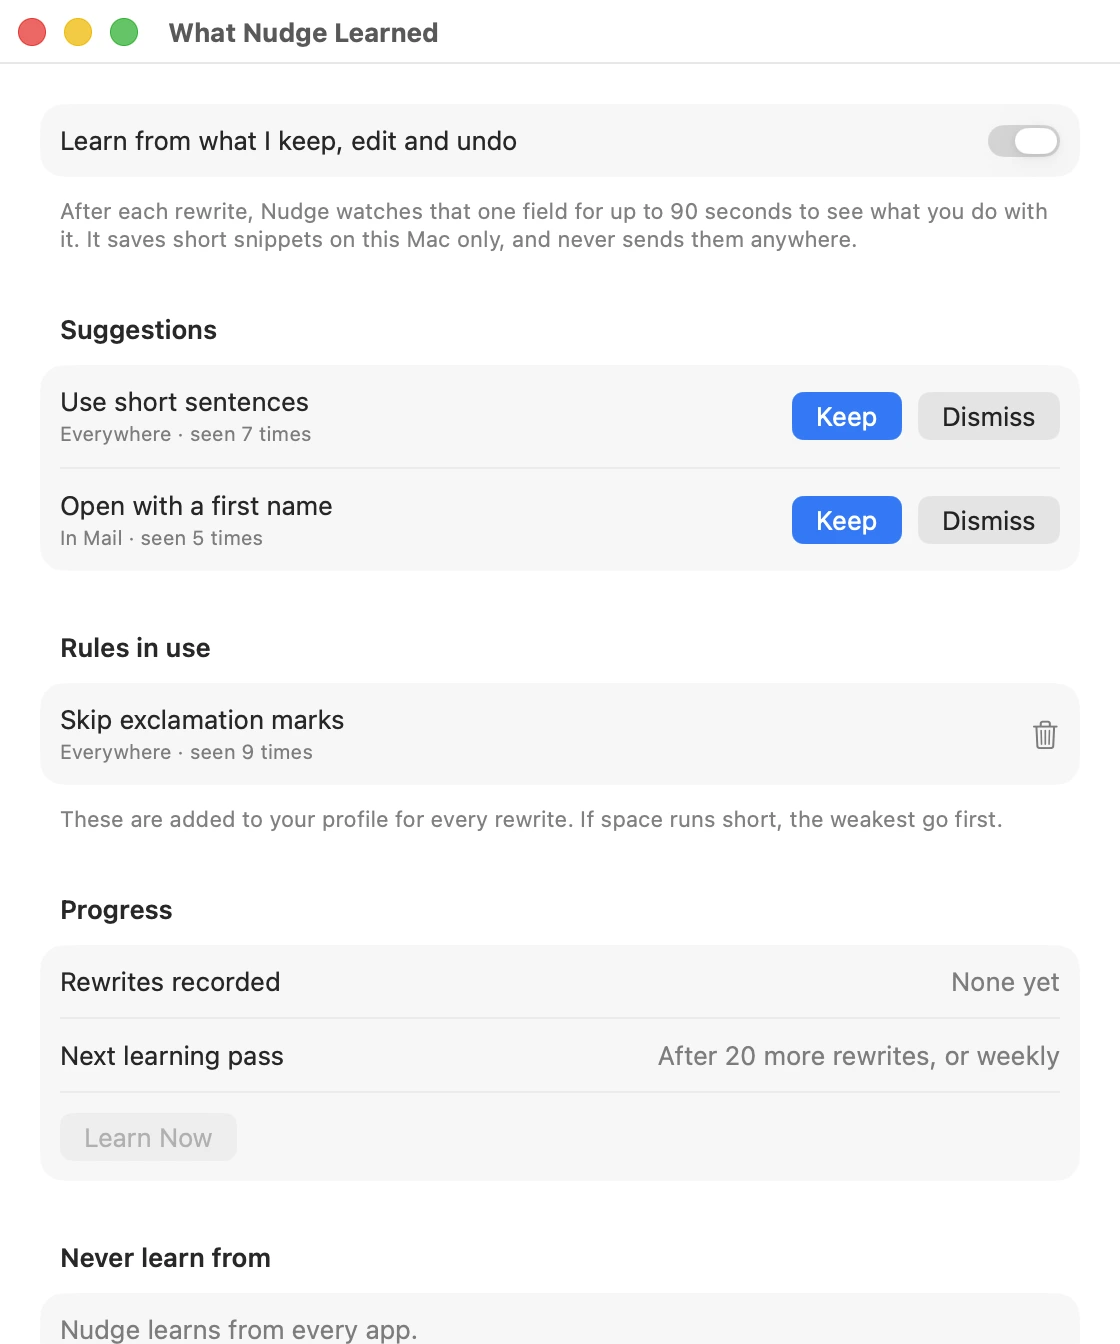 What Nudge Learned
Learn from what I keep, edit and undo
After each rewrite, Nudge watches that one field for up to 90 seconds to see what you do with
it. It saves short snippets on this Mac only, and never sends them anywhere.
Suggestions
Use short sentences
Everywhere · seen 7 times
Keep
Dismiss
Open with a first name
In Mail · seen 5 times
Keep
Dismiss
Rules in use
Skip exclamation marks
Everywhere · seen 9 times
These are added to your profile for every rewrite. If space runs short, the weakest go first.
Progress
Rewrites recorded
None yet
Next learning pass
After 20 more rewrites, or weekly
Learn Now
Never learn from
Nudge learns from every app.